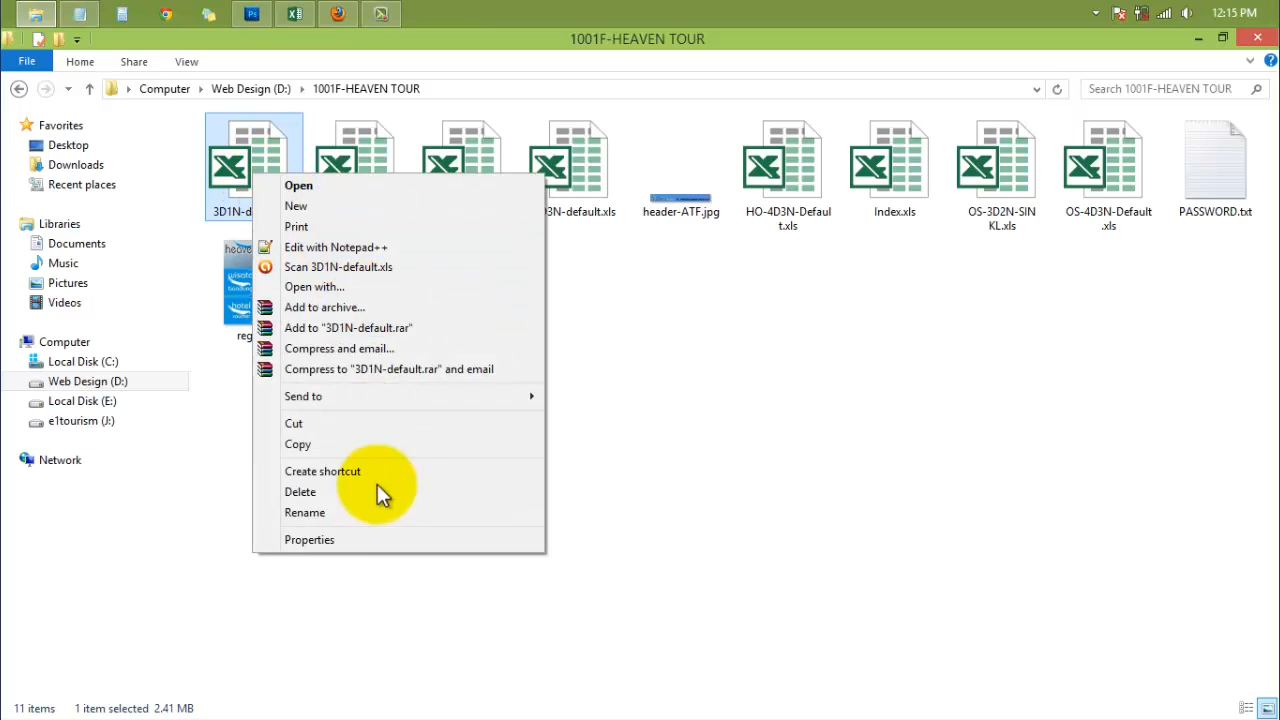 12:15 PM
1001F-HEAVEN TOUR
File Home Share View
Computer Web Design (D:) 1001F-HEAVEN TOUR
Search 1001F-HEAVEN TOUR
Favorites
Desktop
Downloads
Recent places
Libraries
Documents
Music
Pictures
Videos
Computer
Local Disk (C:)
Web Design (D:)
Local Disk (E:)
e1tourism (J:)
Network
header-ATF.jpg
HO-4D3N-Defaul
t.xls
Index.xls
OS-3D2N-SIN
KL.xls
OS-4D3N-Default
.xls
PASSWORD.txt
Open
New
Print
Edit with Notepad++
Scan 3D1N-default.xls
Open with...
Add to archive...
Add to "3D1N-default.rar"
Compress and email...
Compress to "3D1N-default.rar" and email
Send to
Cut
Copy
Create shortcut
Delete
Rename
Properties
11 items 1 item selected 2.41 MB